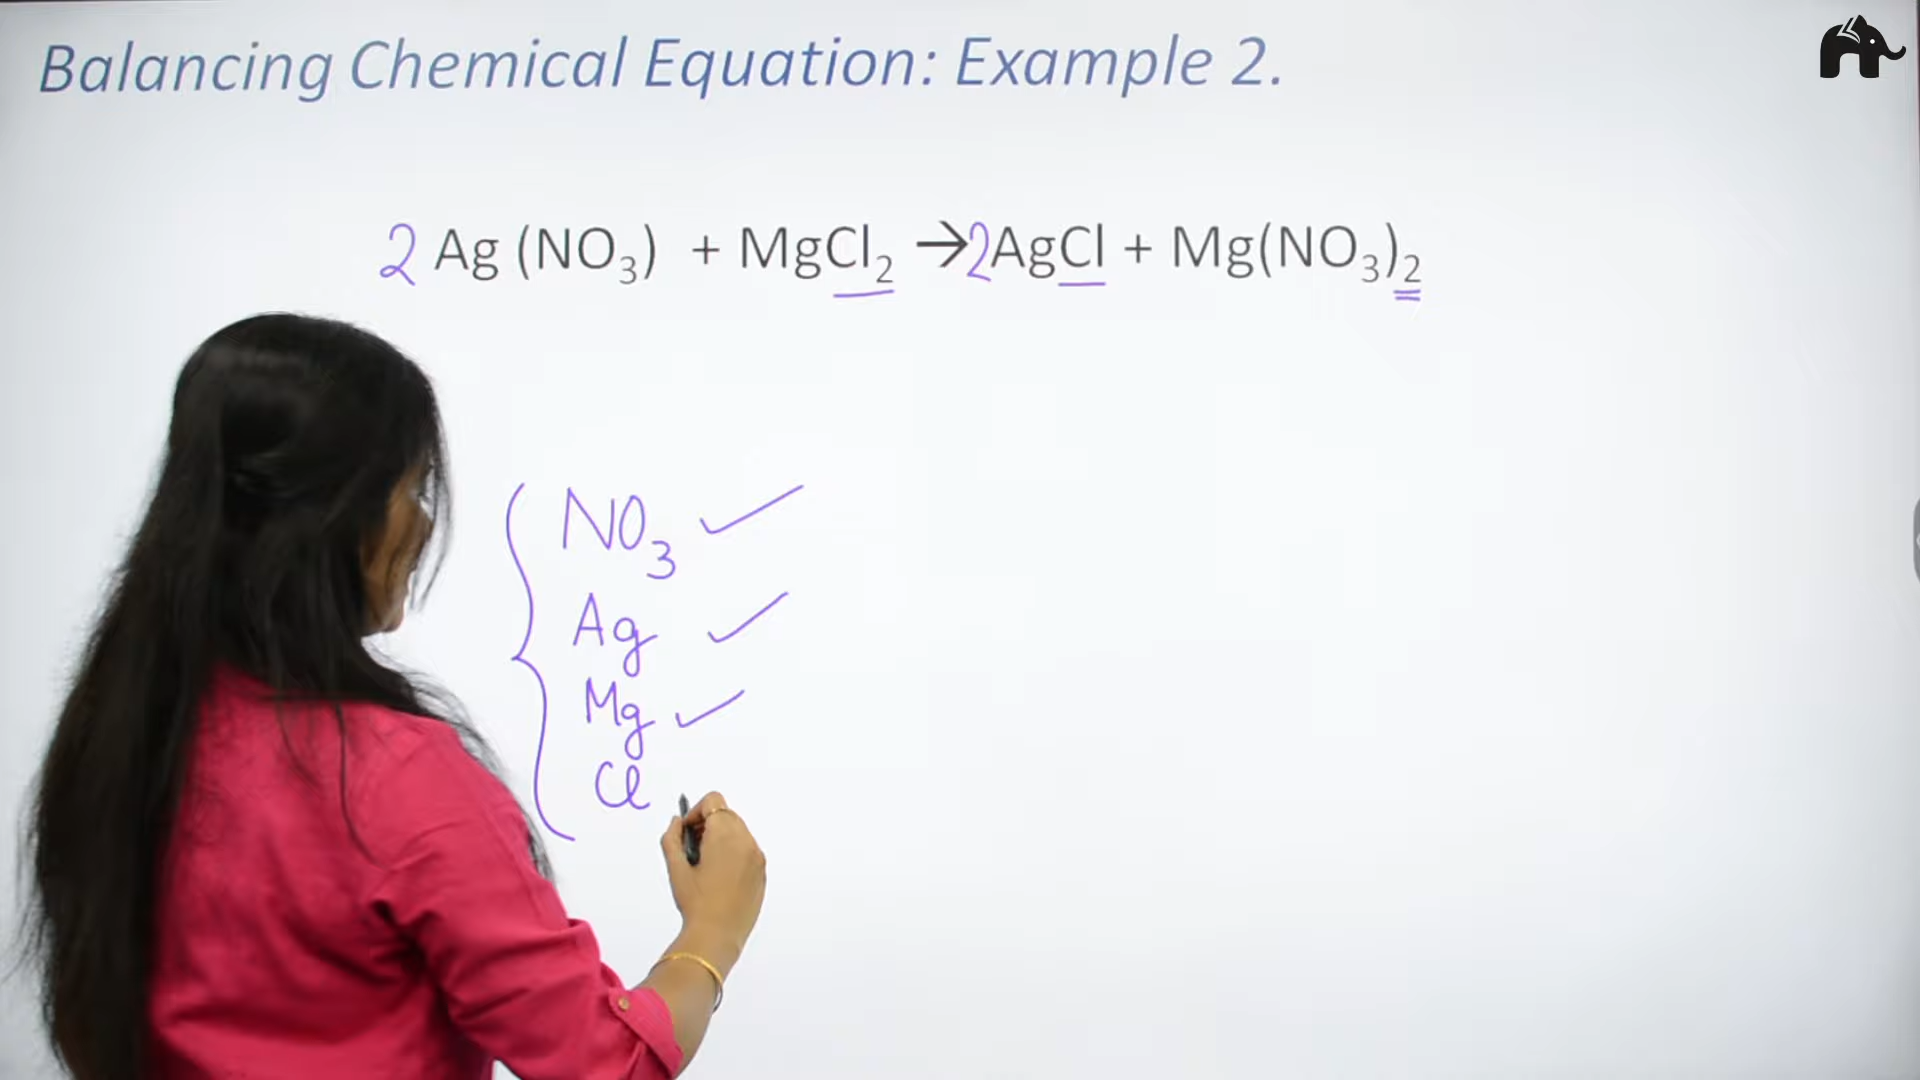 Balancing Chemical Equation: Example 2.
2 Ag (NO₃) + MgCl₂ →2AgCl + Mg(NO₃)₂
NO₃ ✓
Ag ✓
Mg ✓
Cl